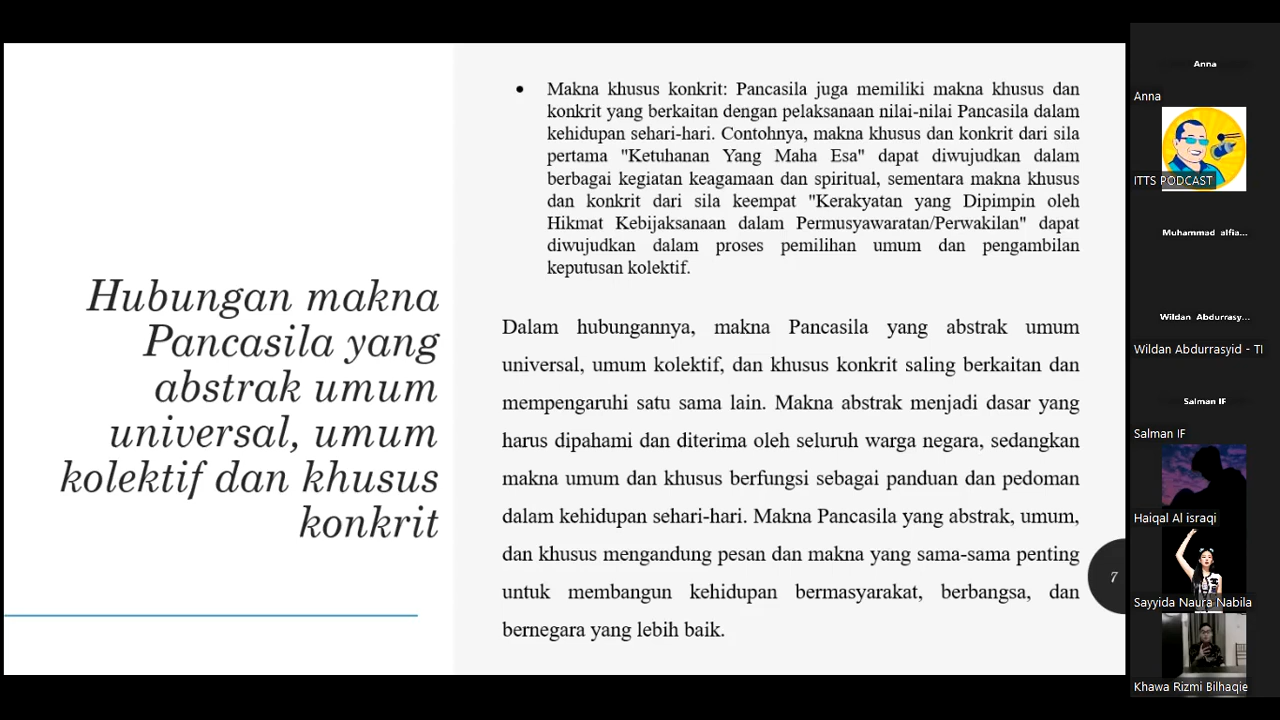 Hubungan makna
Pancasila yang
abstrak umum
universal, umum
kolektif dan khusus
konkrit
• Makna khusus konkrit: Pancasila juga memiliki makna khusus dan
konkrit yang berkaitan dengan pelaksanaan nilai-nilai Pancasila dalam
kehidupan sehari-hari. Contohnya, makna khusus dan konkrit dari sila
pertama "Ketuhanan Yang Maha Esa" dapat diwujudkan dalam
berbagai kegiatan keagamaan dan spiritual, sementara makna khusus
dan konkrit dari sila keempat "Kerakyatan yang Dipimpin oleh
Hikmat Kebijaksanaan dalam Permusyawaratan/Perwakilan" dapat
diwujudkan dalam proses pemilihan umum dan pengambilan
keputusan kolektif.
Dalam hubungannya, makna Pancasila yang abstrak umum
universal, umum kolektif, dan khusus konkrit saling berkaitan dan
mempengaruhi satu sama lain. Makna abstrak menjadi dasar yang
harus dipahami dan diterima oleh seluruh warga negara, sedangkan
makna umum dan khusus berfungsi sebagai panduan dan pedoman
dalam kehidupan sehari-hari. Makna Pancasila yang abstrak, umum,
dan khusus mengandung pesan dan makna yang sama-sama penting
untuk membangun kehidupan bermasyarakat, berbangsa, dan
bernegara yang lebih baik.
7
Anna
Anna
ITTS PODCAST
Muhammad alfia...
Wildan Abdurrasy...
Wildan Abdurrasyid - TI
Salman IF
Salman IF
Haiqal Al israqi
Sayyida Naura Nabila
Khawa Rizmi Bilhaqie